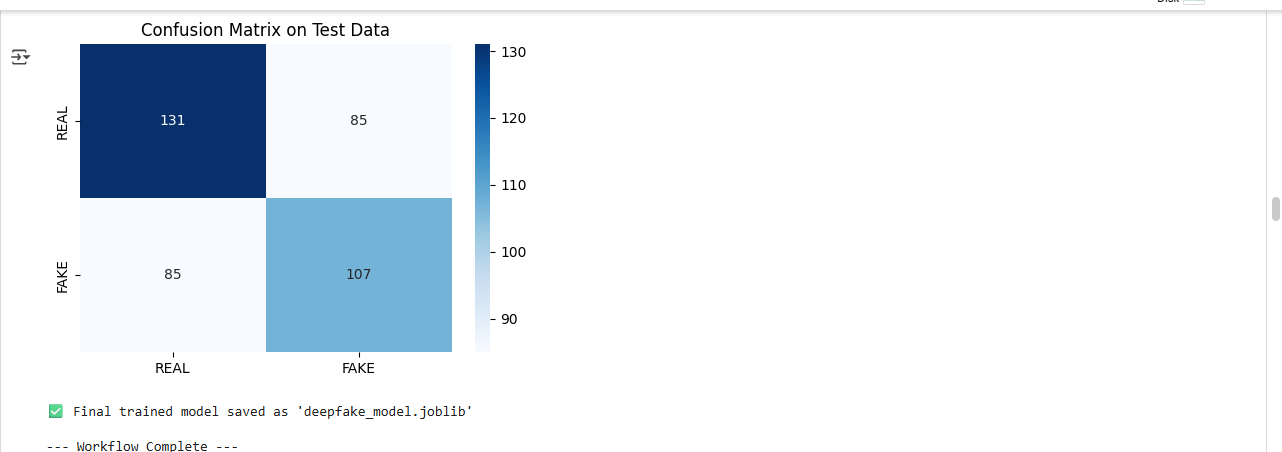 Disk
Confusion Matrix on Test Data
REAL
131
85
FAKE
85
107
REAL
FAKE
130
120
110
100
90
✅ Final trained model saved as 'deepfake_model.joblib'
--- Workflow Complete ---